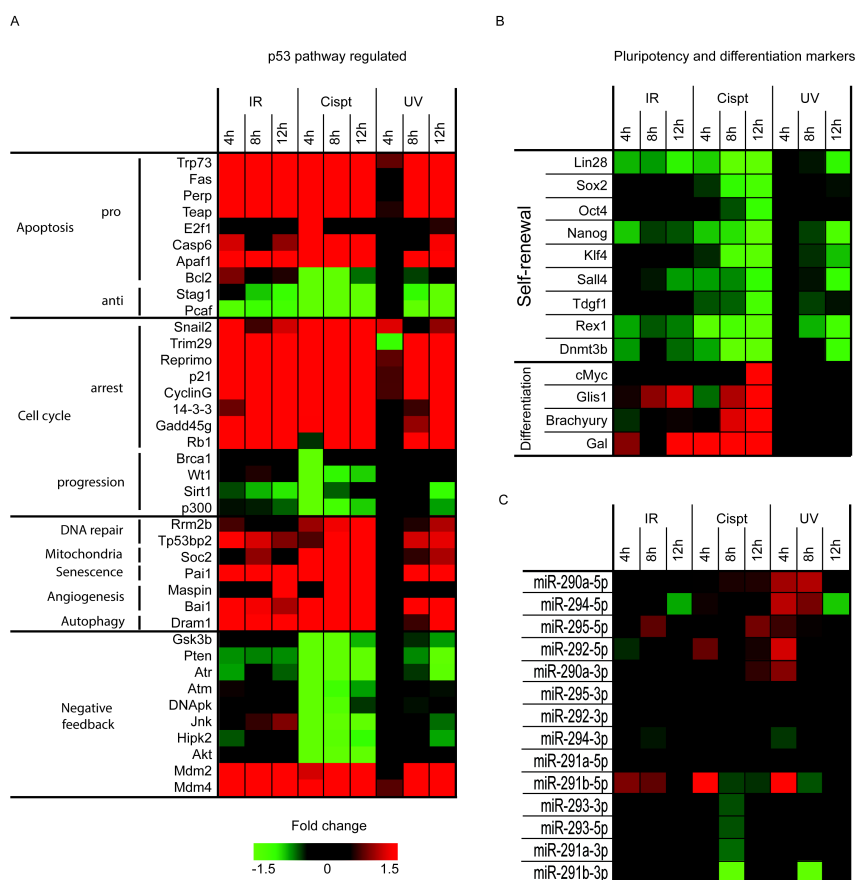 A
p53 pathway regulated
IR Cispt UV
4h 8h 12h 4h 8h 12h 4h 8h 12h
Apoptosis
pro
Trp73
Fas
Perp
Teap
E2f1
Casp6
Apaf1
Bcl2
anti
Stag1
Pcaf
Cell cycle
arrest
Snail2
Trim29
Reprimo
p21
CyclinG
14-3-3
Gadd45g
Rb1
progression
Brca1
Wt1
Sirt1
p300
DNA repair
Rrm2b
Tp53bp2
Mitochondria
Soc2
Senescence
Pai1
Angiogenesis
Maspin
Bai1
Autophagy
Dram1
Negative
feedback
Gsk3b
Pten
Atr
Atm
DNApk
Jnk
Hipk2
Akt
Mdm2
Mdm4
Fold change
-1.5 0 1.5
B
Pluripotency and differentiation markers
IR Cispt UV
4h 8h 12h 4h 8h 12h 4h 8h 12h
Self-renewal
Lin28
Sox2
Oct4
Nanog
Klf4
Sall4
Tdgf1
Rex1
Dnmt3b
Differentiation
cMyc
Glis1
Brachyury
Gal
C
IR Cispt UV
4h 8h 12h 4h 8h 12h 4h 8h 12h
miR-290a-5p
miR-294-5p
miR-295-5p
miR-292-5p
miR-290a-3p
miR-295-3p
miR-292-3p
miR-294-3p
miR-291a-5p
miR-291b-5p
miR-293-3p
miR-293-5p
miR-291a-3p
miR-291b-3p